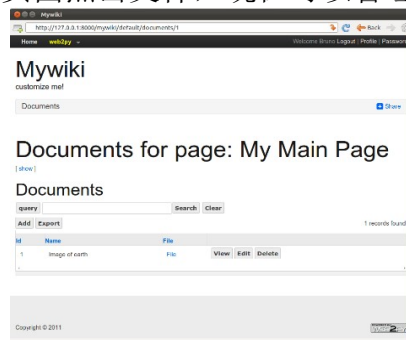 Mywiki
http://127.0.0.1:8000/mywiki/default/documents/1
Back
Home web2py
Welcome Bruno Logout | Profile | Password
Mywiki
customize me!
Documents
Share
Documents for page: My Main Page
[ show ]
Documents
query Search Clear
Add Export
1 records found
Id Name File
1 Image of earth File View Edit Delete
Copyright © 2011